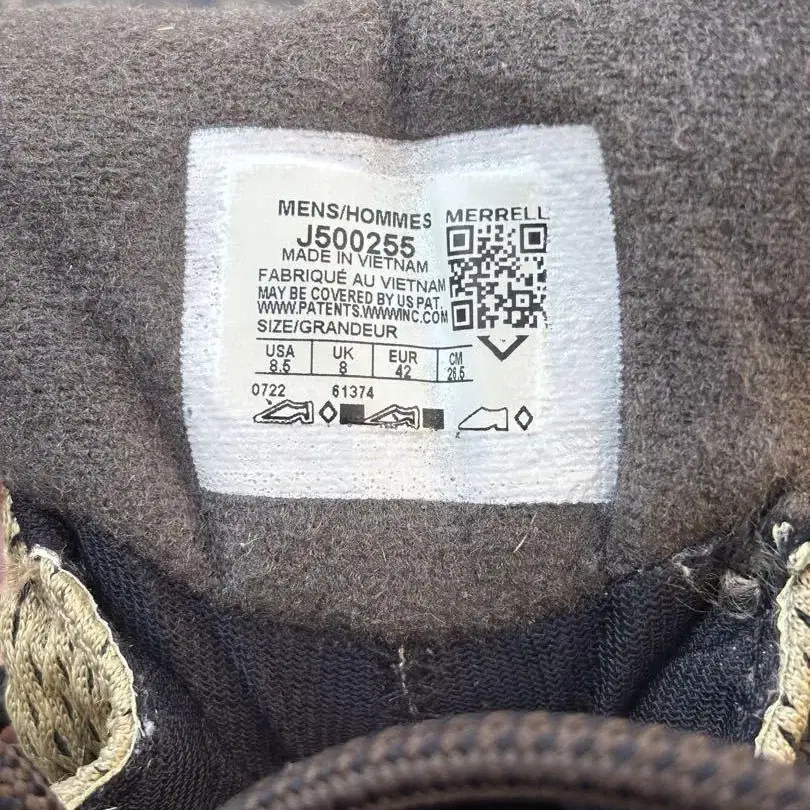 MENS/HOMMES MERRELL
J500255
MADE IN VIETNAM
FABRIQUÉ AU VIETNAM
MAY BE COVERED BY US PAT.
WWW.PATENTS.WWWINC.COM
SIZE/GRANDEUR
USA UK EUR CM
8.5 8 42 26.5
0722 61374
x